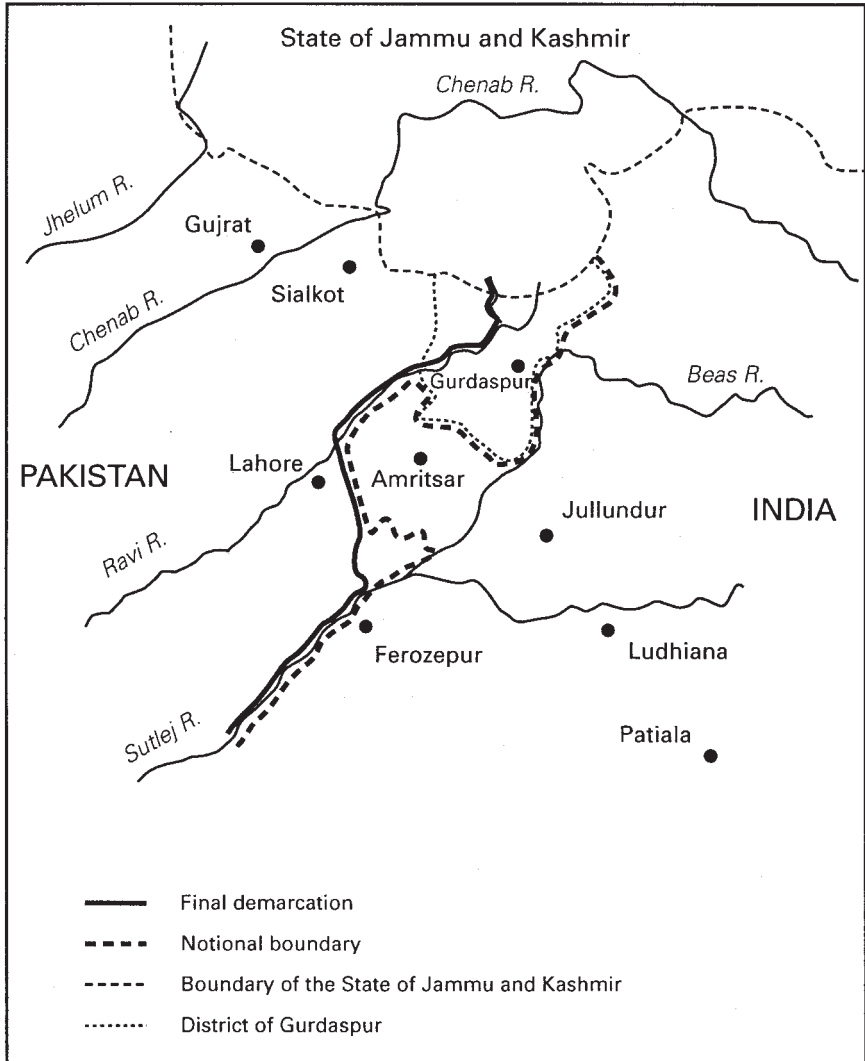 State of Jammu and Kashmir
Chenab R.
Jhelum R.
Gujrat
Sialkot
Chenab R.
Gurdaspur
Beas R.
PAKISTAN
Lahore
Amritsar
INDIA
Jullundur
Ravi R.
Ferozepur
Ludhiana
Sutlej R.
Patiala
Final demarcation
Notional boundary
Boundary of the State of Jammu and Kashmir
District of Gurdaspur